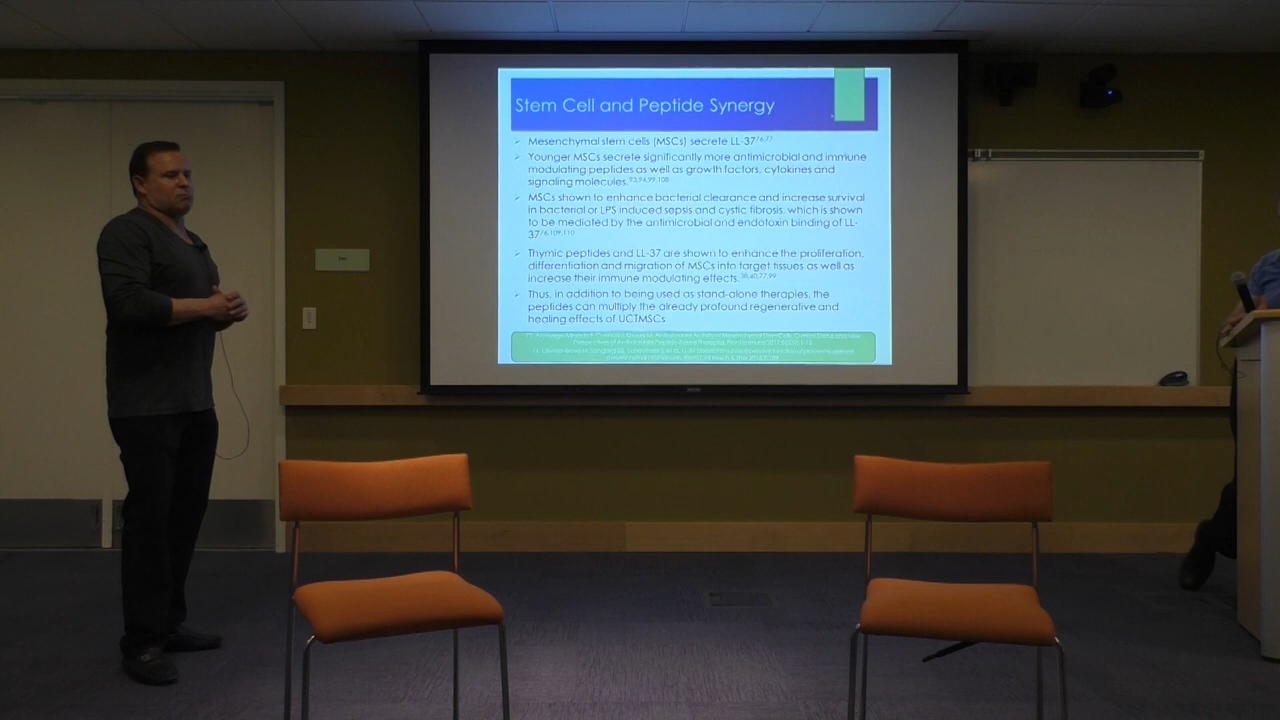 Stem Cell and Peptide Synergy
Mesenchymal stem cells (MSCs) secrete LL-37
Younger MSCs secrete significantly more antimicrobial and immune
modulating peptides as well as growth factors, cytokines and
signaling molecules.
MSCs shown to enhance bacterial clearance and increase survival
in bacterial or LPS induced sepsis and cystic fibrosis, which is shown
to be mediated by the antimicrobial and endotoxin binding of LL-
37
Thymic peptides and LL-37 are shown to enhance the proliferation,
differentiation and migration of MSCs into target tissues as well as
increase their immune modulating effects.
Thus, in addition to being used as stand-alone therapies, the
peptides can multiply the already profound regenerative and
healing effects of UCTMSCs